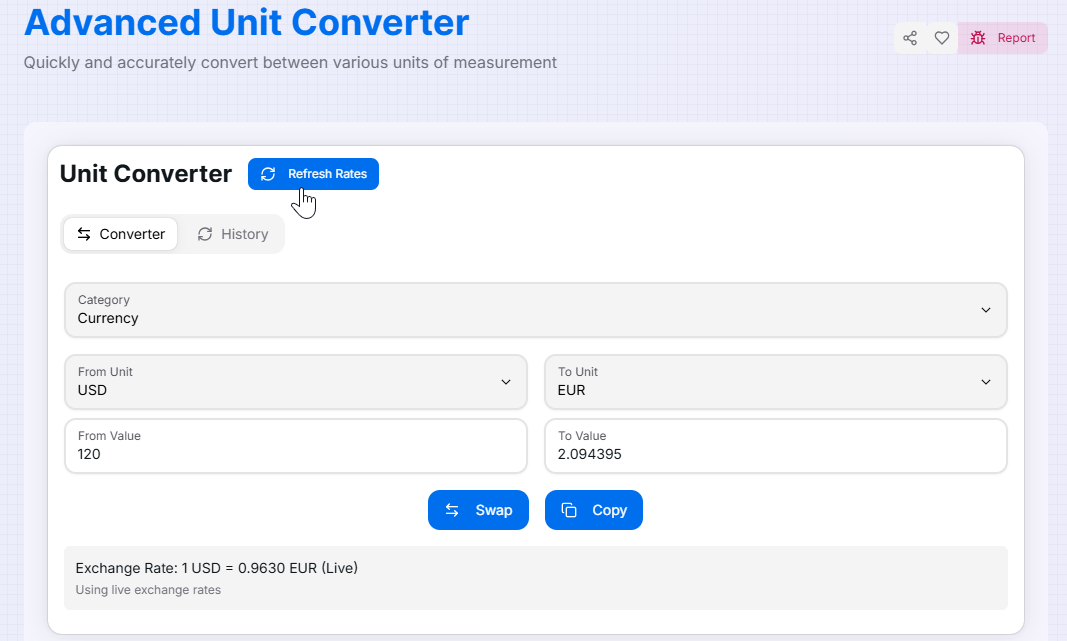 Advanced Unit Converter
Quickly and accurately convert between various units of measurement
Report
Unit Converter
Refresh Rates
Converter
History
Category
Currency
From Unit
USD
To Unit
EUR
From Value
120
To Value
2.094395
Swap
Copy
Exchange Rate: 1 USD = 0.9630 EUR (Live)
Using live exchange rates